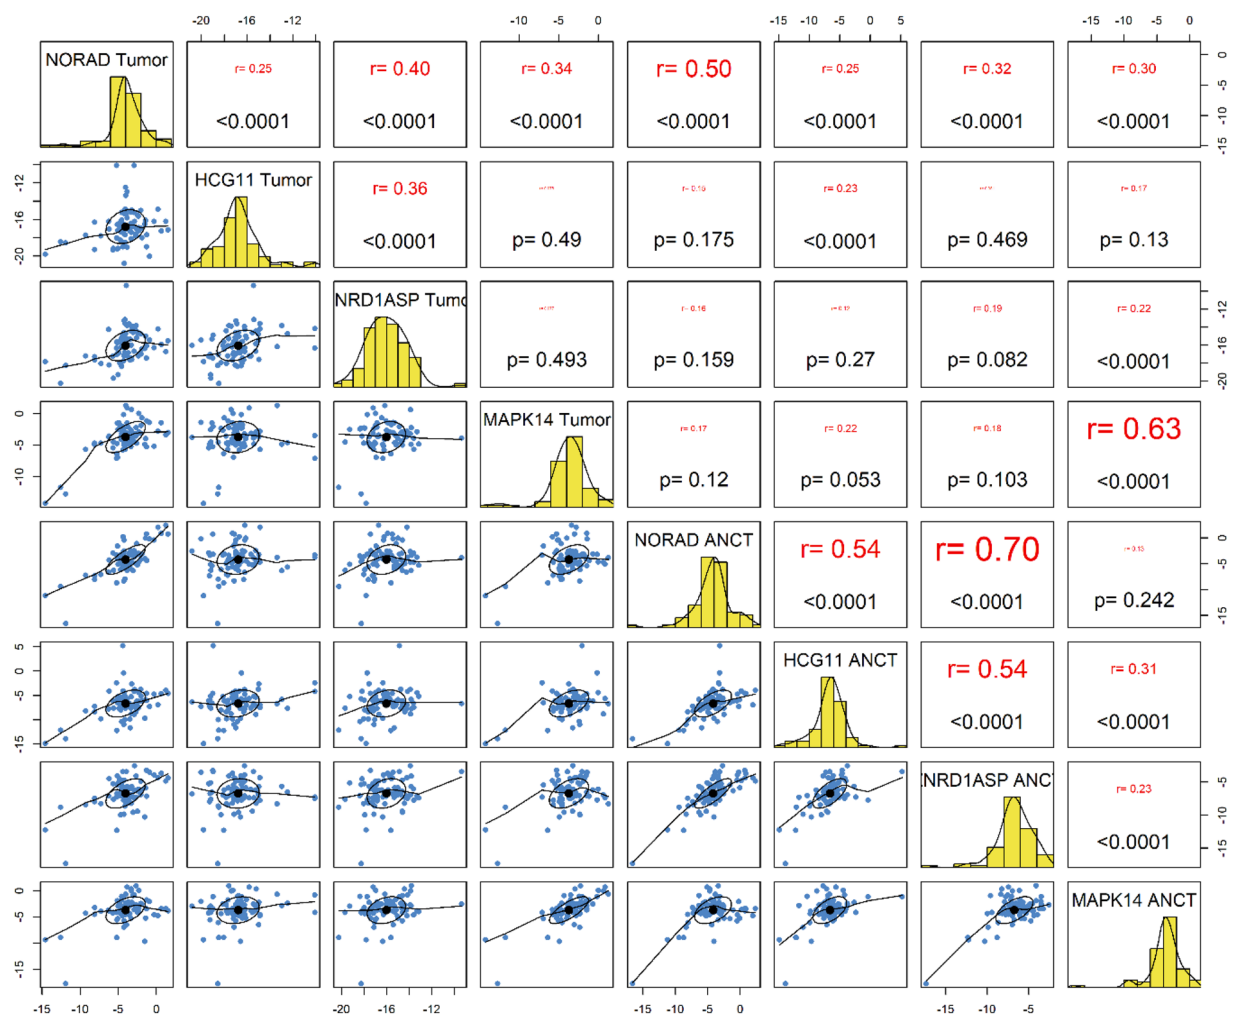 -20 -16 -12 -10 -5 0 -15 -10 -5 0 5 -15 -10 -5 0
NORAD Tumor r= 0.25 r= 0.40 r= 0.34 r= 0.50 r= 0.25 r= 0.32 r= 0.30
<0.0001 <0.0001 <0.0001 <0.0001 <0.0001 <0.0001 <0.0001
0 -5 -10 -15
-12 -16 -20
HCG11 Tumor r= 0.36 r= 0.15 r= 0.23 r= 0.17
<0.0001 p= 0.49 p= 0.175 <0.0001 p= 0.469 p= 0.13
NRD1ASP Tumo r= 0.16 r= 0.12 r= 0.19 r= 0.22
p= 0.493 p= 0.159 p= 0.27 p= 0.082 <0.0001
-12 -16 -20
0 -5 -10
MAPK14 Tumor r= 0.17 r= 0.22 r= 0.18 r= 0.63
p= 0.12 p= 0.053 p= 0.103 <0.0001
NORAD ANCT r= 0.54 r= 0.70 r= 0.13
<0.0001 <0.0001 p= 0.242
0 -5 -15
5 0 -5 -15
HCG11 ANCT r= 0.54 r= 0.31
<0.0001 <0.0001
NRD1ASP ANC r= 0.23
<0.0001
-5 -10 -15
0 -5 -15
MAPK14 ANCT
-15 -10 -5 0 -20 -16 -12 -15 -10 -5 0 -15 -10 -5